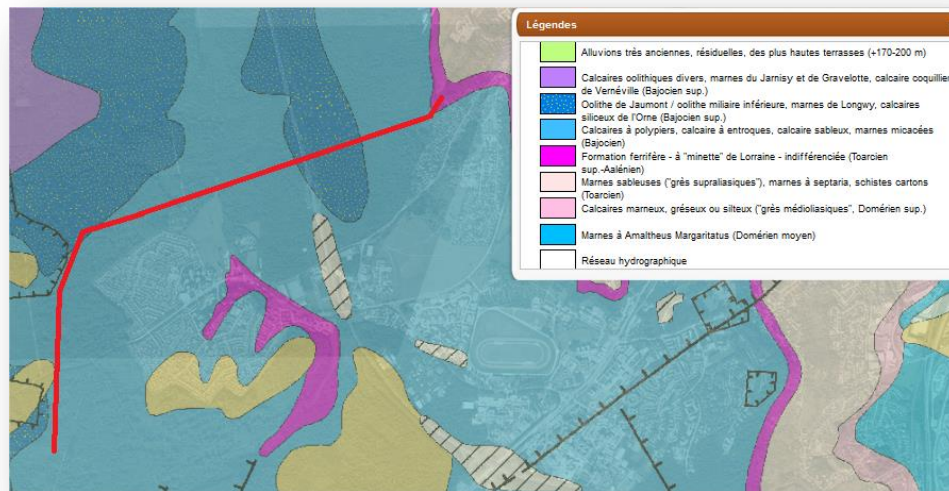 Légendes
Alluvions très anciennes, résiduelles, des plus hautes terrasses (+170-200 m)
Calcaires oolithiques divers, marnes du Jarnisy et de Gravelotte, calcaire coquillier
de Vernéville (Bajocien sup.)
Oolithe de Jaumont / oolithe miliaire inférieure, marnes de Longwy, calcaires
siliceux de l'Orne (Bajocien sup.)
Calcaires à polypiers, calcaire à entroques, calcaire sableux, marnes micacées
(Bajocien)
Formation ferrifère - à "minette" de Lorraine - indifférenciée (Toarcien
sup.-Aalénien)
Marnes sableuses ("grès supraliasiques"), marnes à septaria, schistes cartons
(Toarcien)
Calcaires marneux, gréseux ou silteux ("grès médioliasiques", Domérien sup.)
Marnes à Amaltheus Margaritatus (Domérien moyen)
Réseau hydrographique